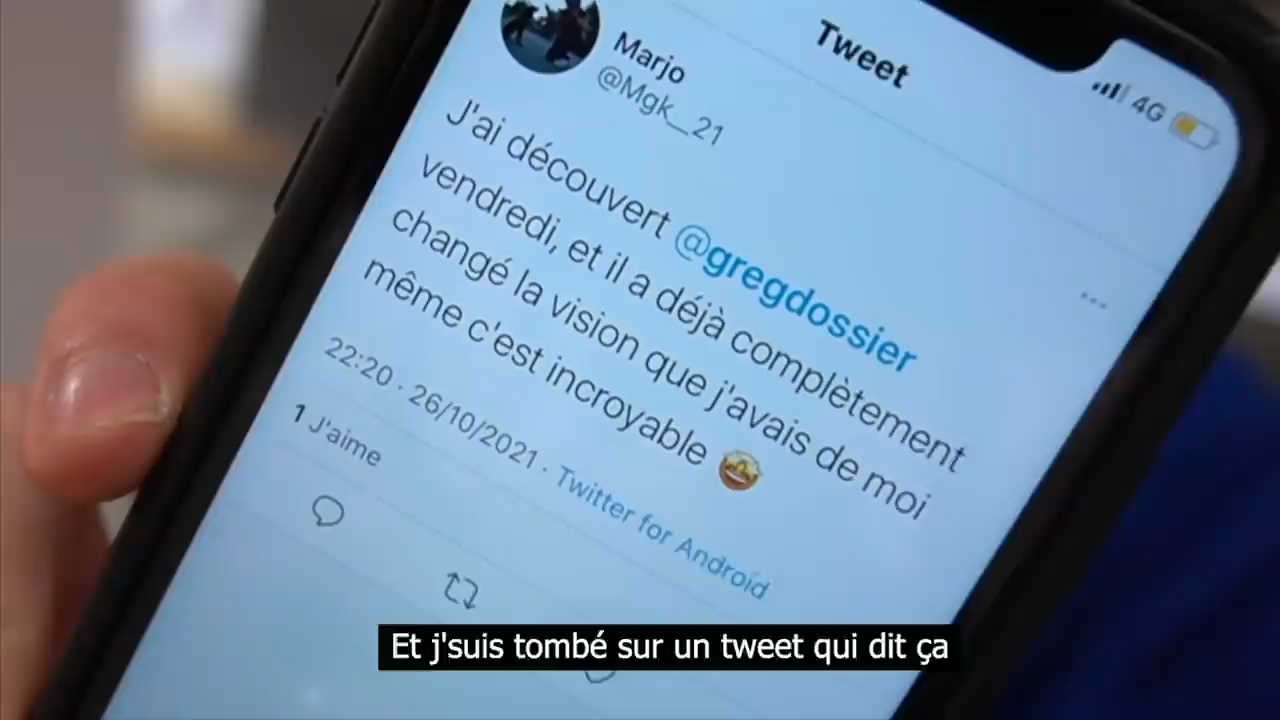 Tweet
4G
Marjo
@Mgk_21
J'ai découvert @gregdossier
vendredi, et il a déjà complètement
changé la vision que j'avais de moi
même c'est incroyable 🤩
22:20 · 26/10/2021 · Twitter for Android
1 J'aime
Et j'suis tombé sur un tweet qui dit ça